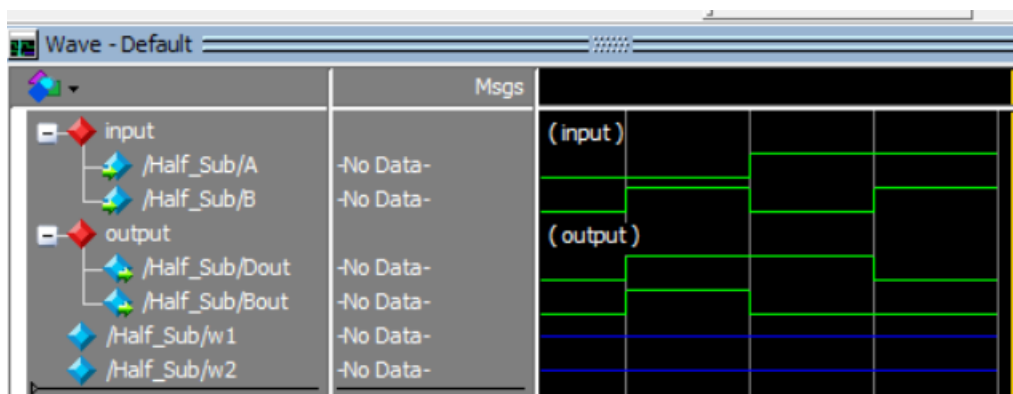 Wave - Default
Msgs
input
(input)
/Half_Sub/A
-No Data-
/Half_Sub/B
-No Data-
output
(output)
/Half_Sub/Dout
-No Data-
/Half_Sub/Bout
-No Data-
/Half_Sub/w1
-No Data-
/Half_Sub/w2
-No Data-